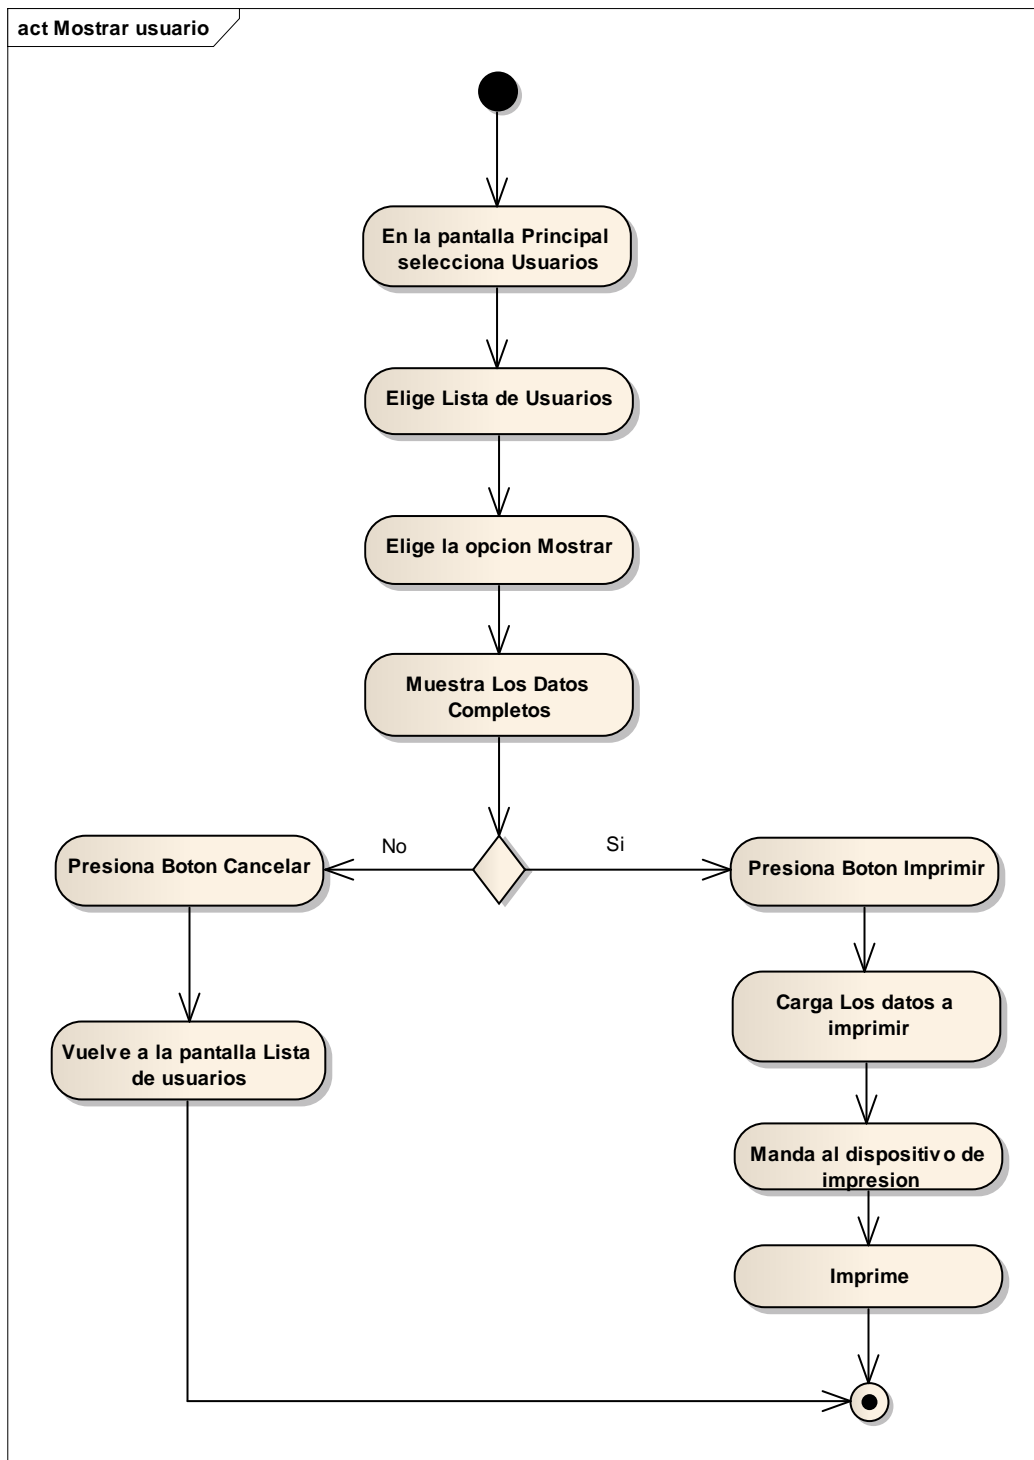 act Mostrar usuario
En la pantalla Principal
selecciona Usuarios
Elige Lista de Usuarios
Elige la opcion Mostrar
Muestra Los Datos
Completos
No
Si
Presiona Boton Cancelar
Presiona Boton Imprimir
Vuelve a la pantalla Lista
de usuarios
Carga Los datos a
imprimir
Manda al dispositivo de
impresion
Imprime